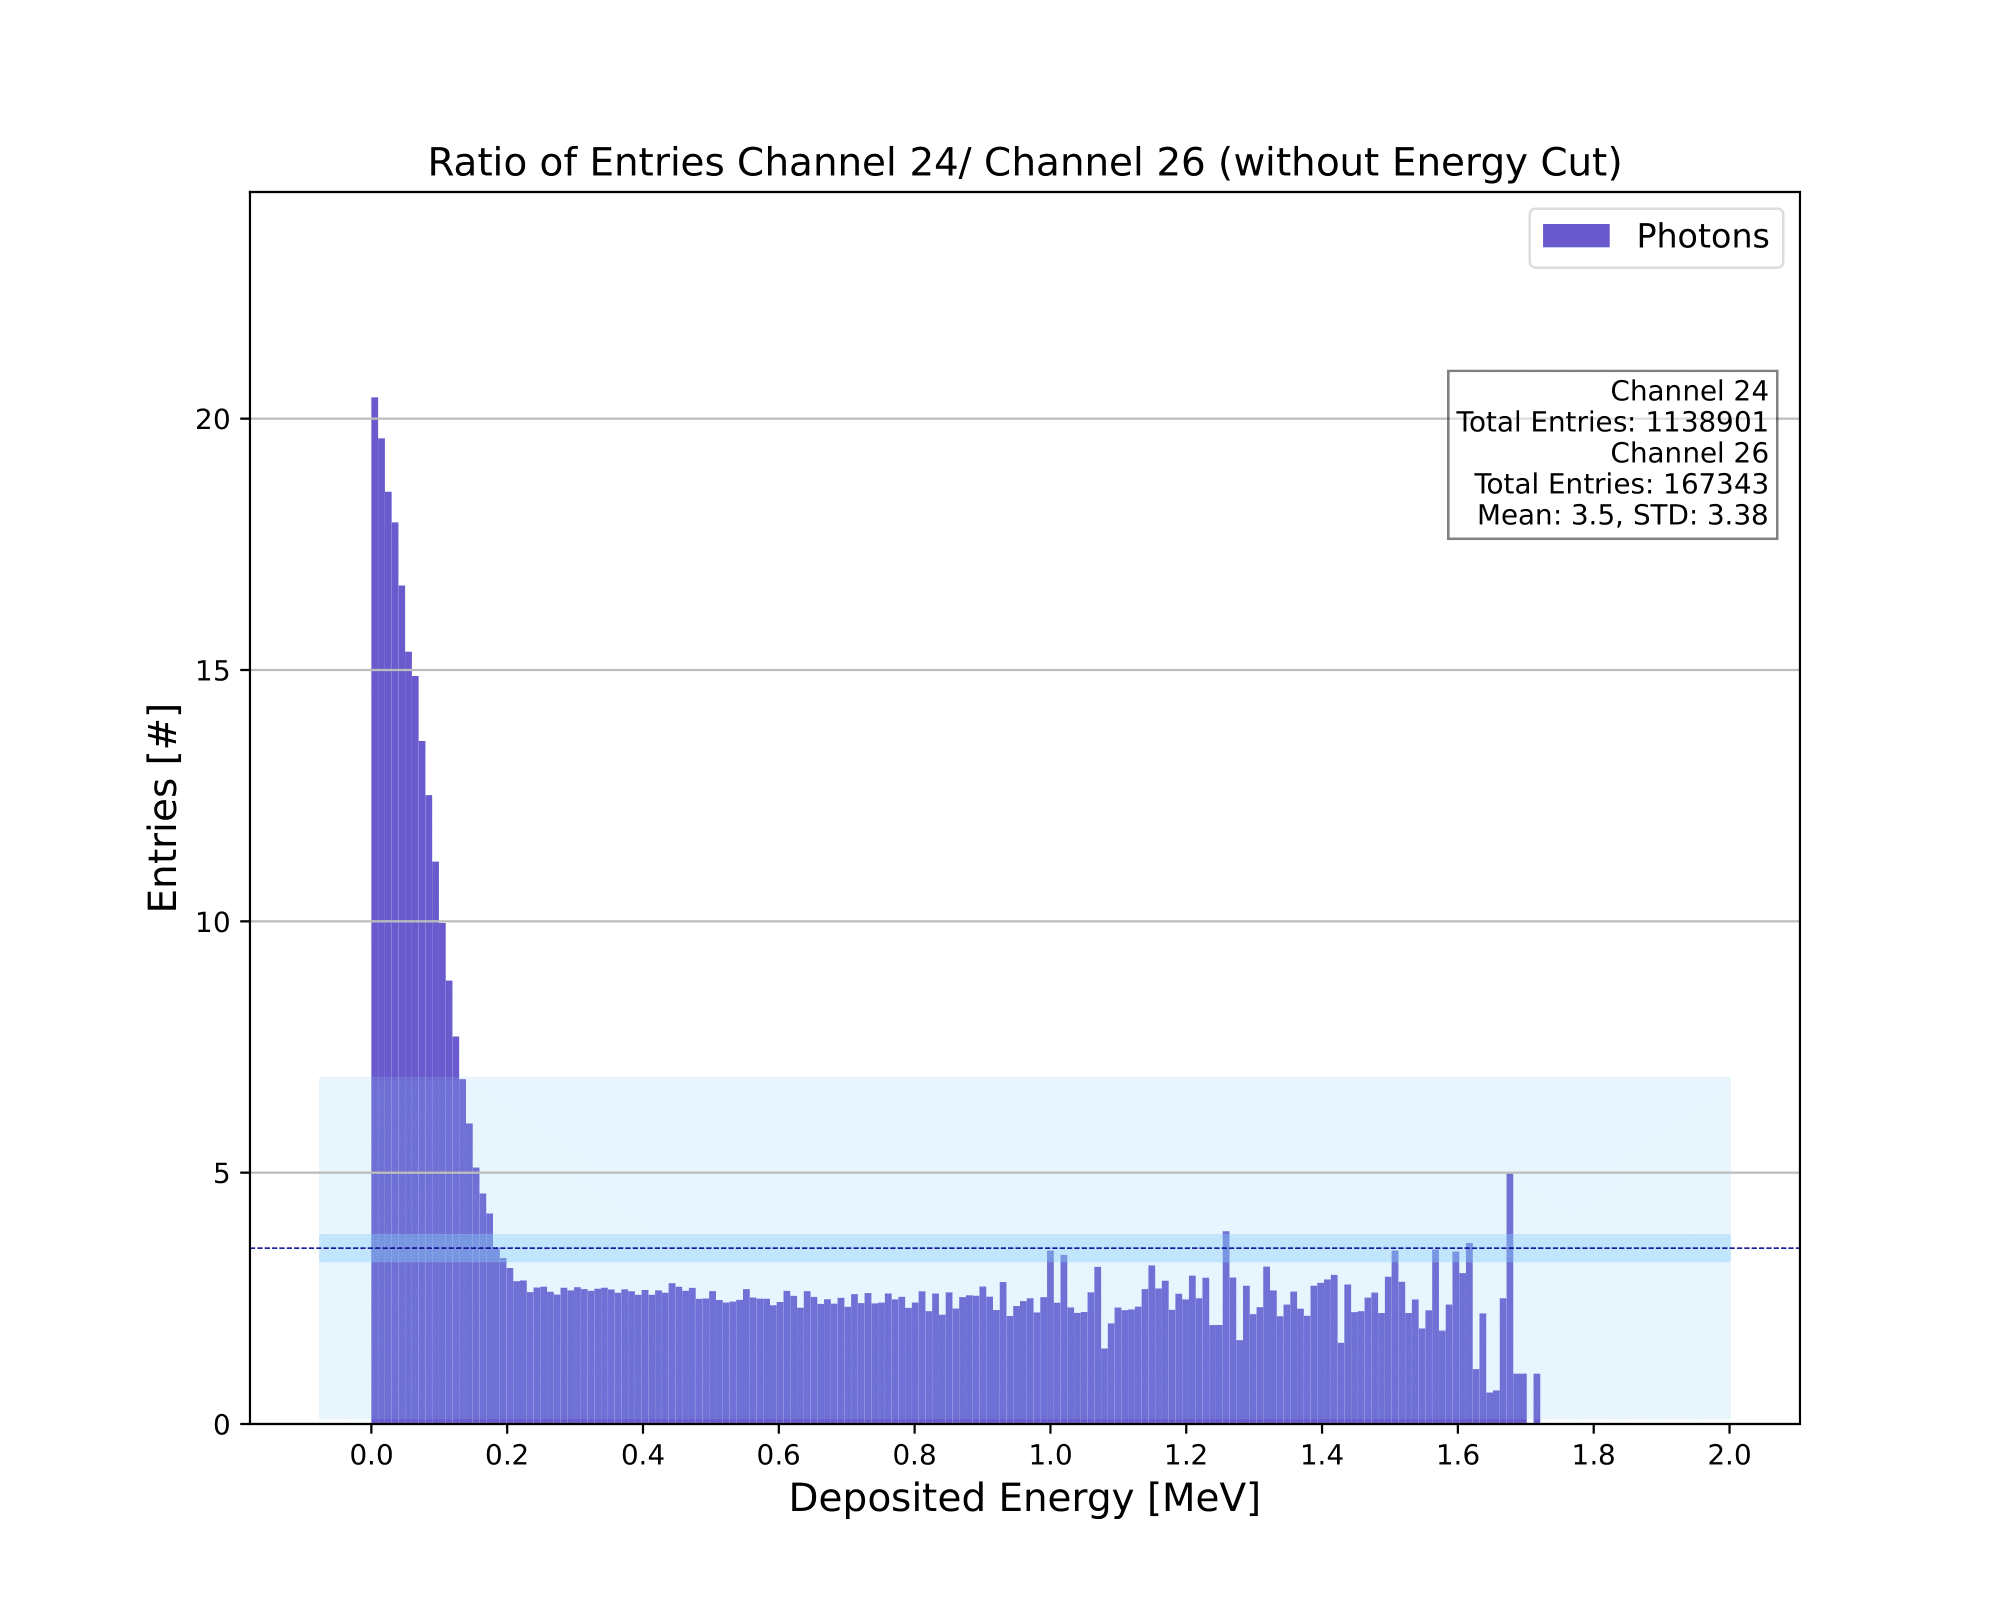 Ratio of Entries Channel 24/ Channel 26 (without Energy Cut)
Photons
Channel 24
Total Entries: 1138901
Channel 26
Total Entries: 167343
Mean: 3.5, STD: 3.38
Entries [#]
20
15
10
5
0
0.0 0.2 0.4 0.6 0.8 1.0 1.2 1.4 1.6 1.8 2.0
Deposited Energy [MeV]